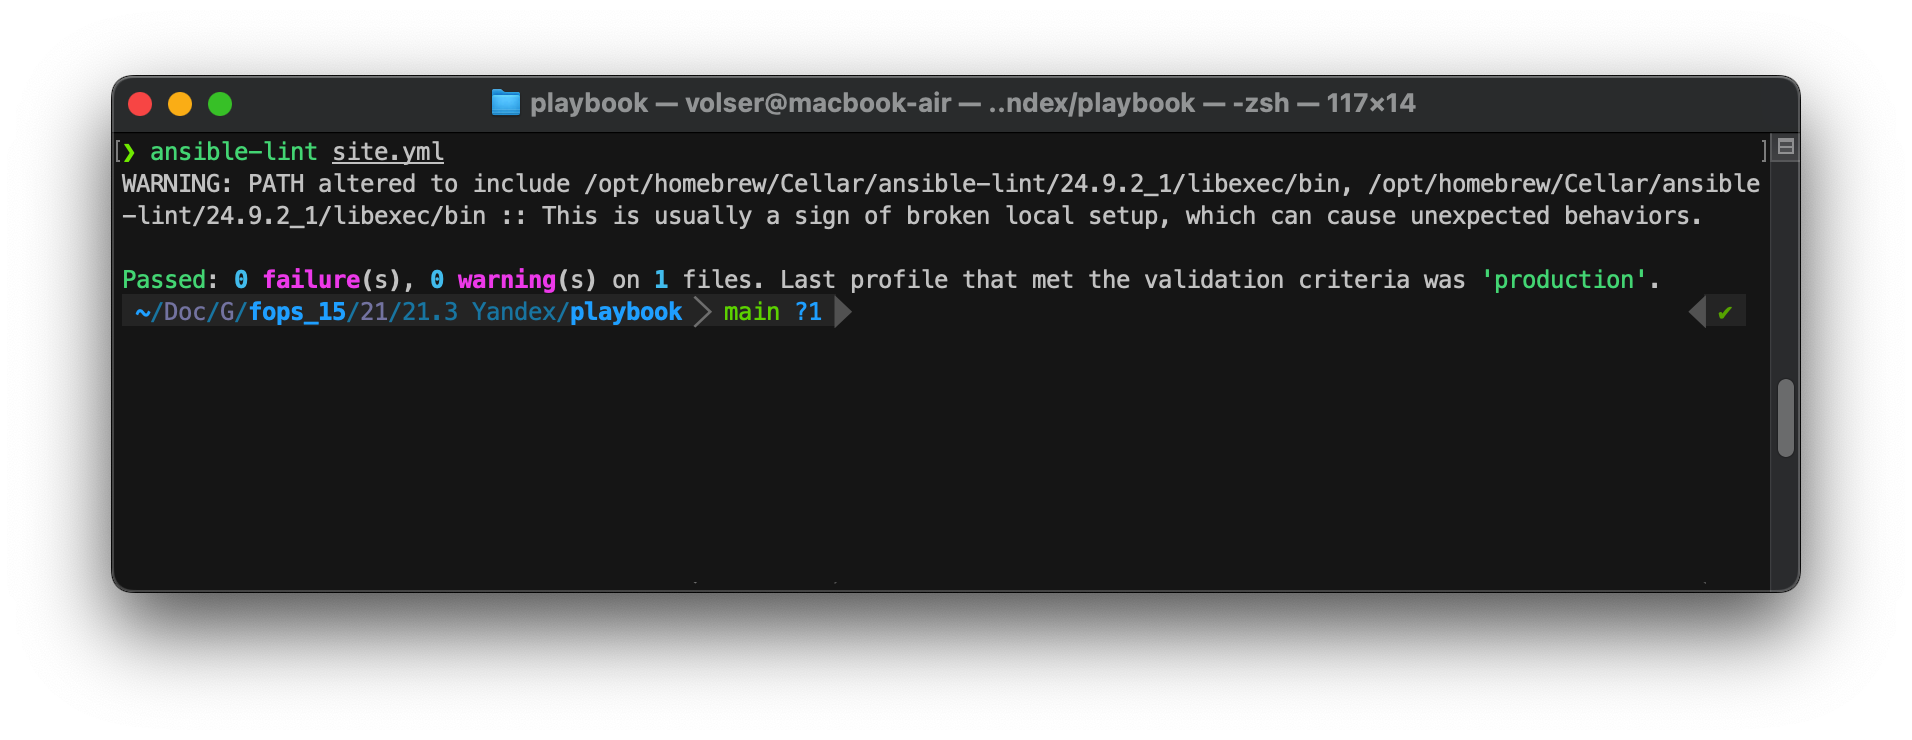 playbook — volser@macbook-air — ..ndex/playbook — -zsh — 117×14
[❯ ansible-lint site.yml ]
WARNING: PATH altered to include /opt/homebrew/Cellar/ansible-lint/24.9.2_1/libexec/bin, /opt/homebrew/Cellar/ansible
-lint/24.9.2_1/libexec/bin :: This is usually a sign of broken local setup, which can cause unexpected behaviors.
Passed: 0 failure(s), 0 warning(s) on 1 files. Last profile that met the validation criteria was 'production'.
~/Doc/G/fops_15/21/21.3 Yandex/playbook main ?1 ✔